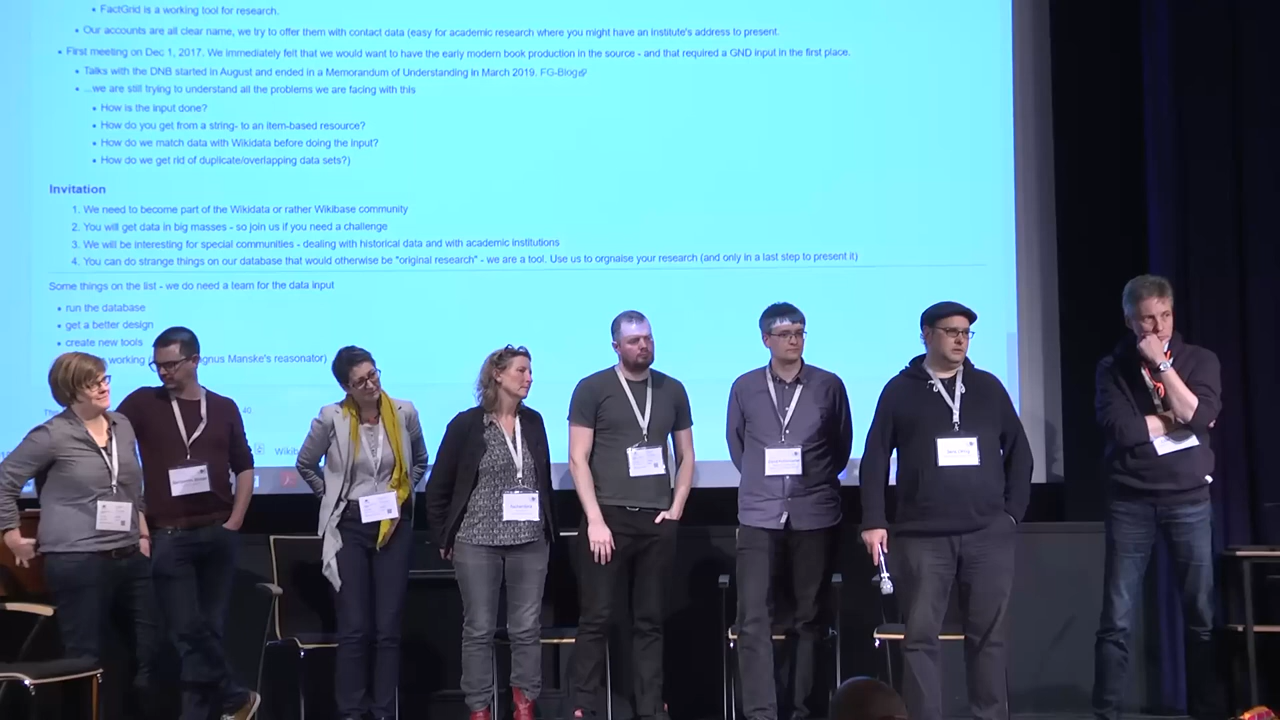 FactGrid is a working tool for research.
Our accounts are all clear name, we try to offer them with contact data (easy for academic research where you might have an institute's address to present.
First meeting on Dec 1, 2017. We immediately felt that we would want to have the early modern book production in the source - and that required a GND input in the first place.
Talks with the DNB started in August and ended in a Memorandum of Understanding in March 2019. FG-Blog
...we are still trying to understand all the problems we are facing with this
How is the input done?
How do you get from a string- to an item-based resource?
How do we match data with Wikidata before doing the input?
How do we get rid of duplicate/overlapping data sets?)
Invitation
1. We need to become part of the Wikidata or rather Wikibase community
2. You will get data in big masses - so join us if you need a challenge
3. We will be interesting for special communities - dealing with historical data and with academic institutions
4. You can do strange things on our database that would otherwise be "original research" - we are a tool. Use us to orgnaise your research (and only in a last step to present it)
Some things on the list - we do need a team for the data input
run the database
get a better design
create new tools
working Manske's reasonator)
40.